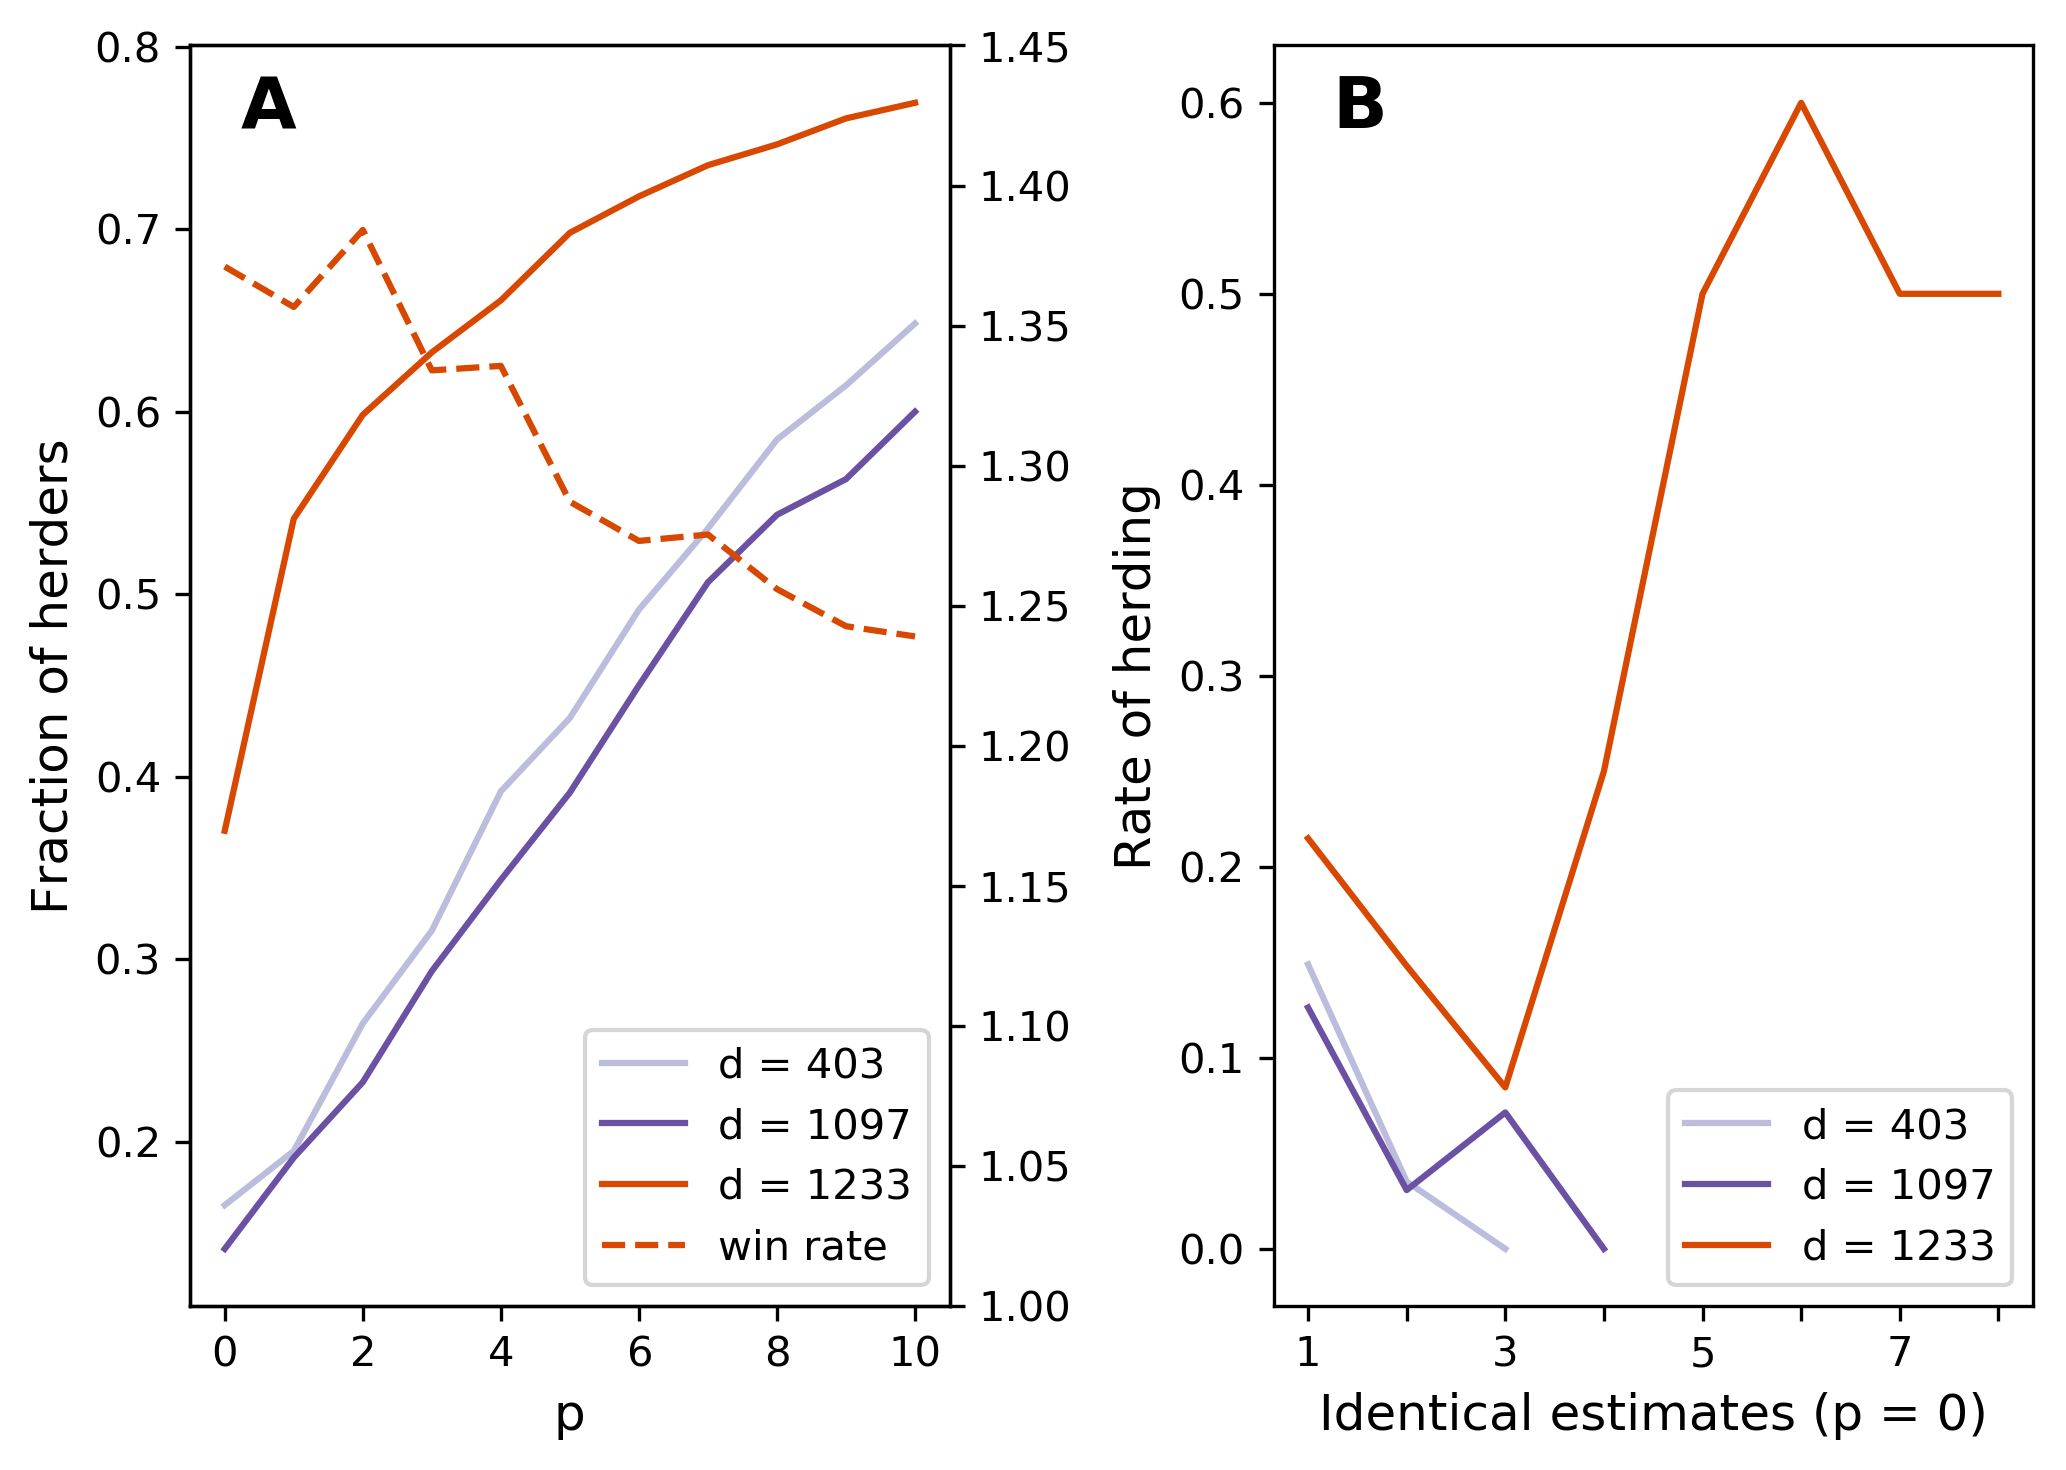 A
Fraction of herders
0.8
0.7
0.6
0.5
0.4
0.3
0.2
1.45
1.40
1.35
1.30
1.25
1.20
1.15
1.10
1.05
1.00
d = 403
d = 1097
d = 1233
win rate
0 2 4 6 8 10
p
B
Rate of herding
0.6
0.5
0.4
0.3
0.2
0.1
0.0
d = 403
d = 1097
d = 1233
1 3 5 7
Identical estimates (p = 0)